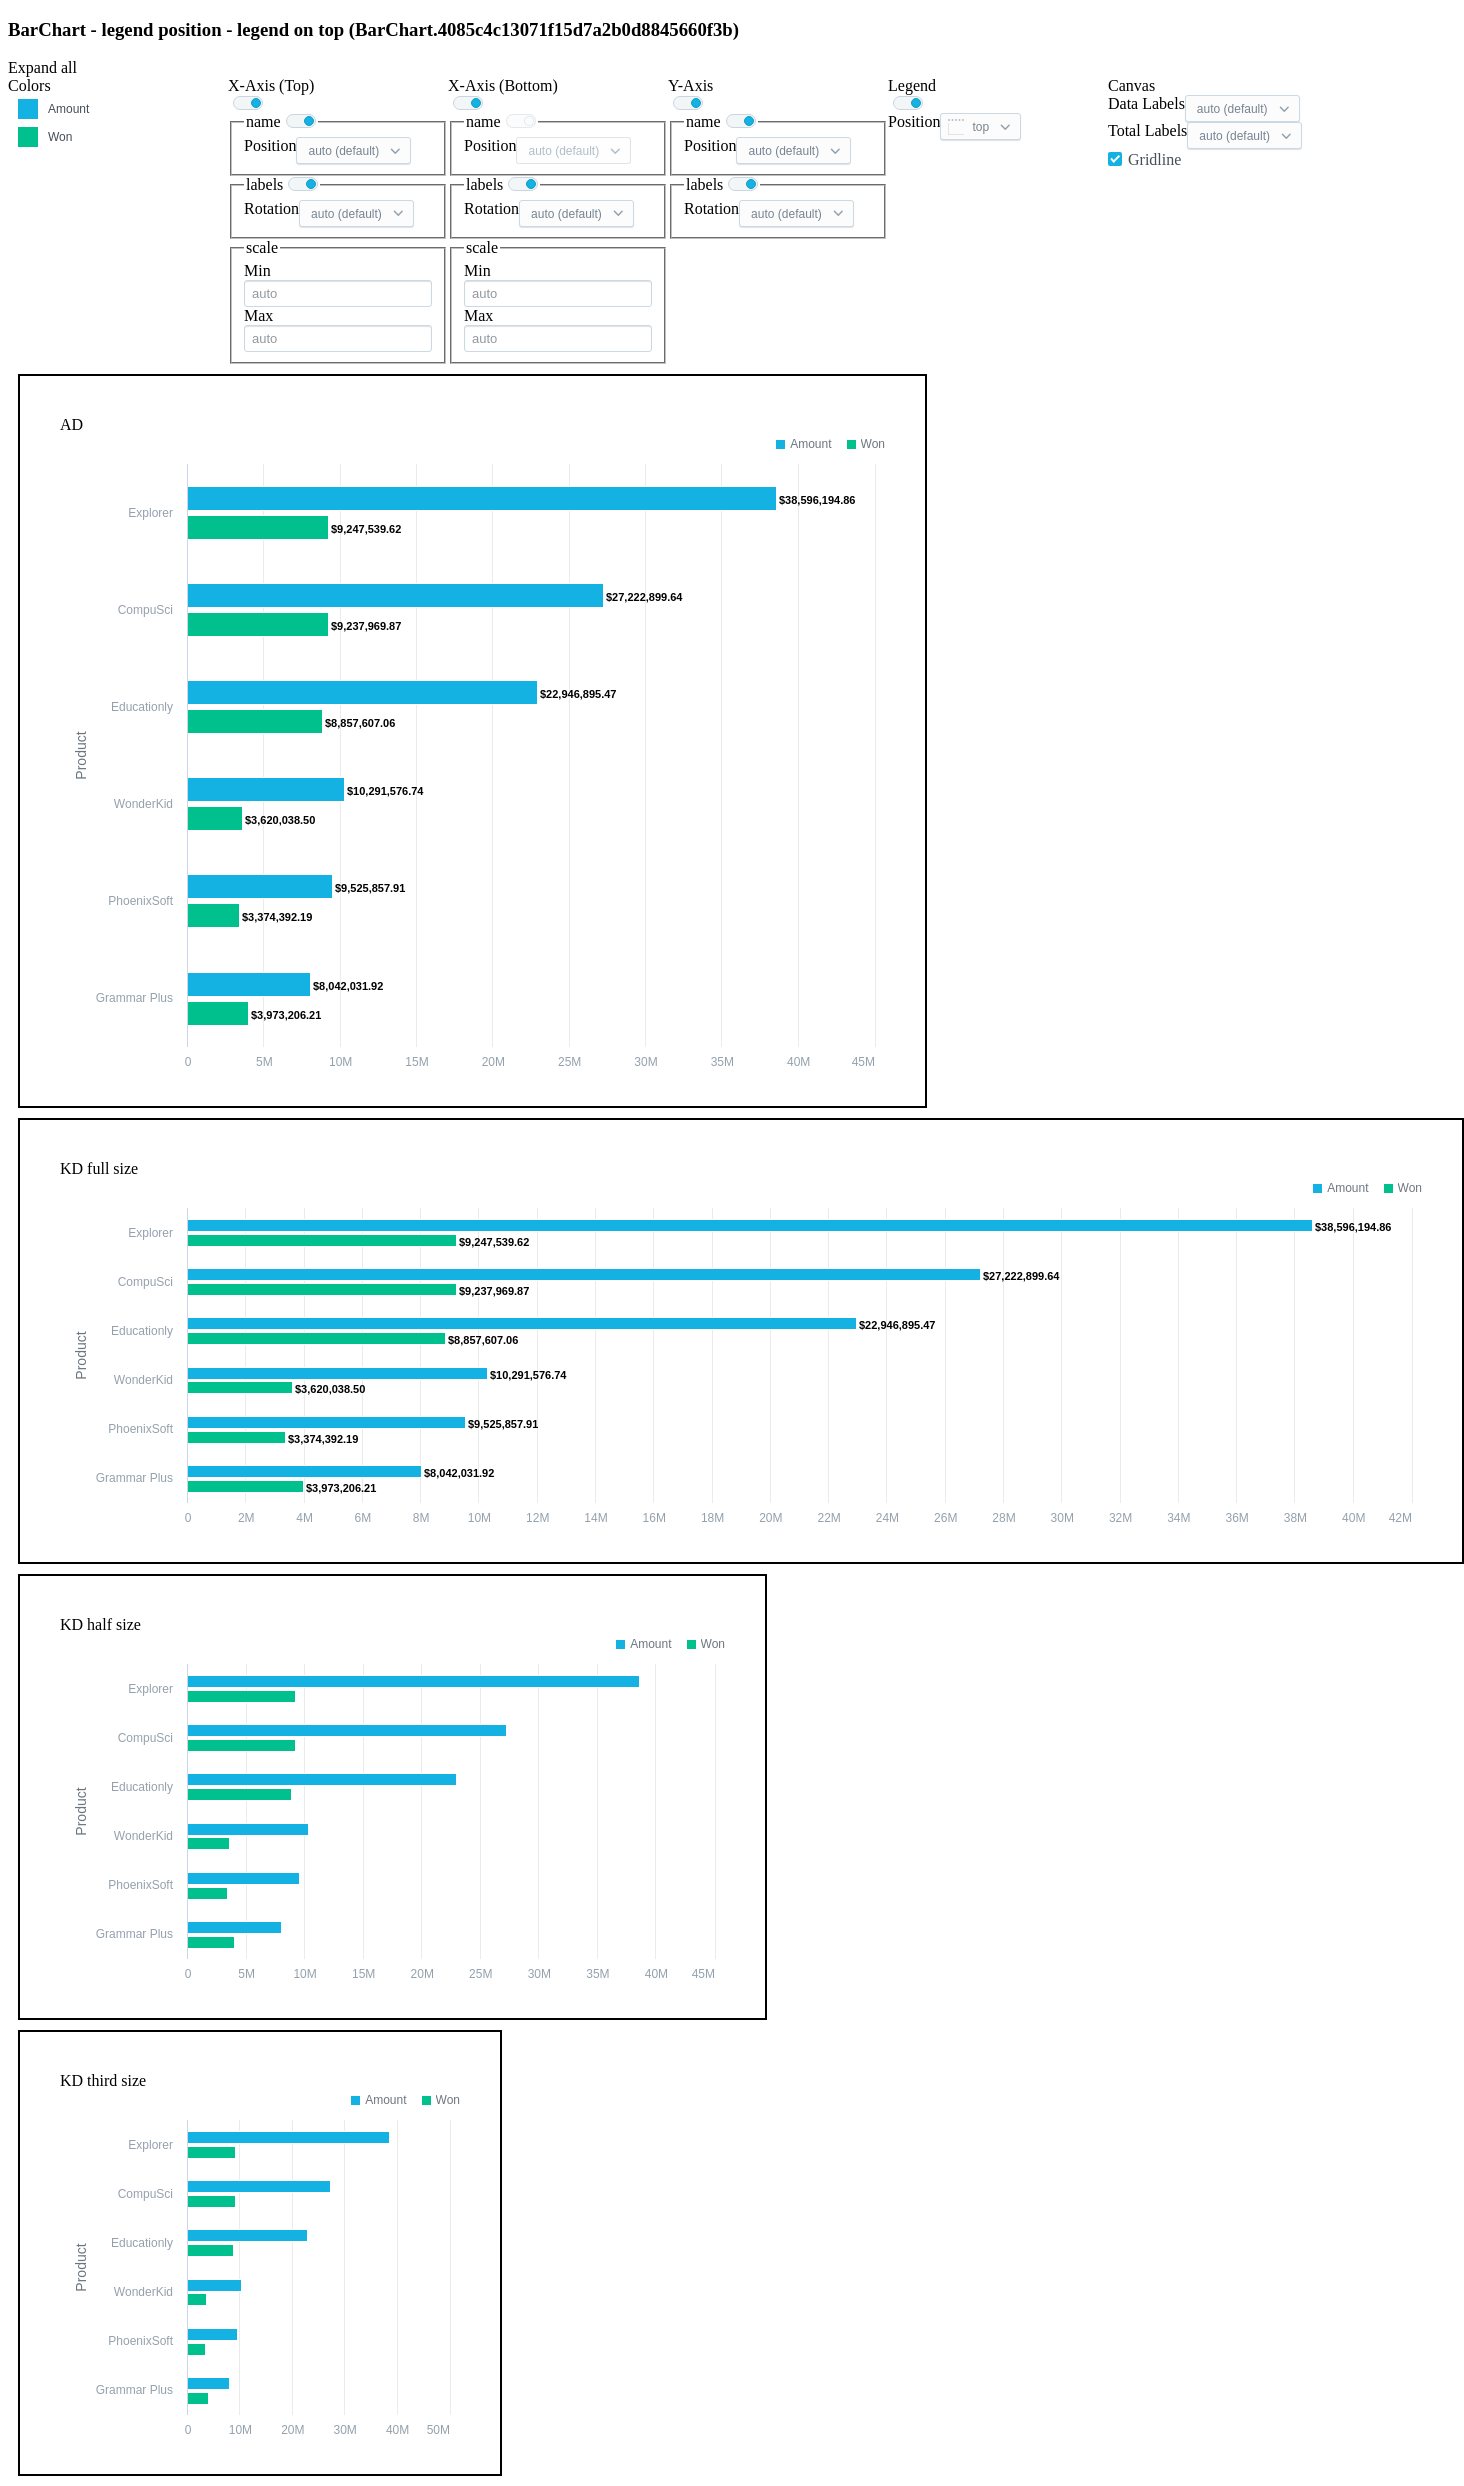 BarChart - legend position - legend on top (BarChart.4085c4c13071f15d7a2b0d8845660f3b)
Expand all
Colors
Amount
Won
X-Axis (Top)
name
Position auto (default)
labels
Rotation auto (default)
scale
Min
auto
Max
auto
X-Axis (Bottom)
name
Position auto (default)
labels
Rotation auto (default)
scale
Min
auto
Max
auto
Y-Axis
name
Position auto (default)
labels
Rotation auto (default)
Legend
Position top
Canvas
Data Labels auto (default)
Total Labels auto (default)
Gridline
AD
Amount Won
Product
Explorer $38,596,194.86
$9,247,539.62
CompuSci $27,222,899.64
$9,237,969.87
Educationly $22,946,895.47
$8,857,607.06
WonderKid $10,291,576.74
$3,620,038.50
PhoenixSoft $9,525,857.91
$3,374,392.19
Grammar Plus $8,042,031.92
$3,973,206.21
0 5M 10M 15M 20M 25M 30M 35M 40M 45M
KD full size
Amount Won
Product
Explorer $38,596,194.86
$9,247,539.62
CompuSci $27,222,899.64
$9,237,969.87
Educationly $22,946,895.47
$8,857,607.06
WonderKid $10,291,576.74
$3,620,038.50
PhoenixSoft $9,525,857.91
$3,374,392.19
Grammar Plus $8,042,031.92
$3,973,206.21
0 2M 4M 6M 8M 10M 12M 14M 16M 18M 20M 22M 24M 26M 28M 30M 32M 34M 36M 38M 40M 42M
KD half size
Amount Won
Product
Explorer
CompuSci
Educationly
WonderKid
PhoenixSoft
Grammar Plus
0 5M 10M 15M 20M 25M 30M 35M 40M 45M
KD third size
Amount Won
Product
Explorer
CompuSci
Educationly
WonderKid
PhoenixSoft
Grammar Plus
0 10M 20M 30M 40M 50M